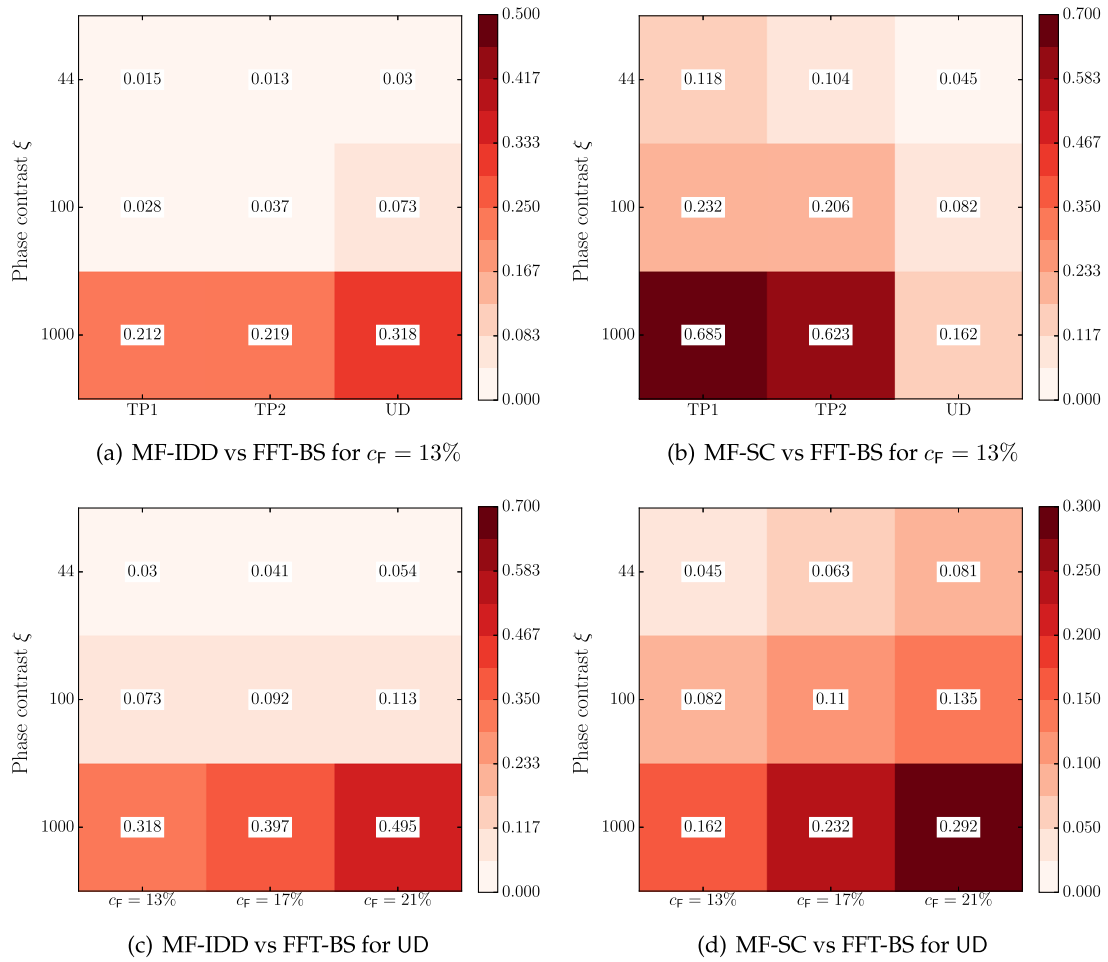 0.500
0.417
0.333
0.250
0.167
0.083
0.000
Phase contrast ξ
44
100
1000
0.015 0.013 0.03
0.028 0.037 0.073
0.212 0.219 0.318
TP1 TP2 UD
(a) MF-IDD vs FFT-BS for c_F = 13%
0.700
0.583
0.467
0.350
0.233
0.117
0.000
Phase contrast ξ
44
100
1000
0.118 0.104 0.045
0.232 0.206 0.082
0.685 0.623 0.162
TP1 TP2 UD
(b) MF-SC vs FFT-BS for c_F = 13%
0.700
0.583
0.467
0.350
0.233
0.117
0.000
Phase contrast ξ
44
100
1000
0.03 0.041 0.054
0.073 0.092 0.113
0.318 0.397 0.495
c_F = 13% c_F = 17% c_F = 21%
(c) MF-IDD vs FFT-BS for UD
0.300
0.250
0.200
0.150
0.100
0.050
0.000
Phase contrast ξ
44
100
1000
0.045 0.063 0.081
0.082 0.11 0.135
0.162 0.232 0.292
c_F = 13% c_F = 17% c_F = 21%
(d) MF-SC vs FFT-BS for UD